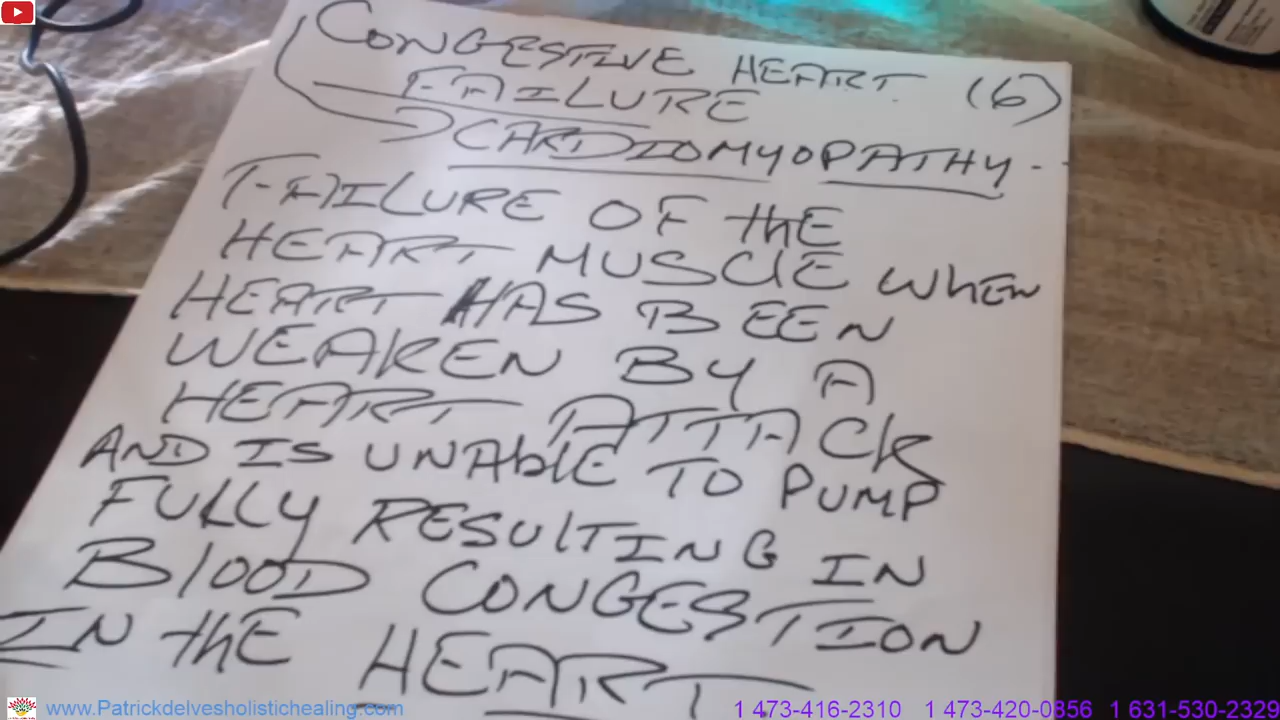 CONGESTIVE HEART (6)
FAILURE
CARDIOMYOPATHY.
FAILURE OF thE
HEART MUSClE WHEN
HEART HAS BEEN
WEAKEN BY A
HEART ATTACK
AND IS UNAblE TO PUMP
FULLY RESUlTING IN
BlOOD CONGESTION
IN thE HEART
www.Patrickdelvesholistichealing.com
1 473-416-2310 1 473-420-0856 1 631-530-2329